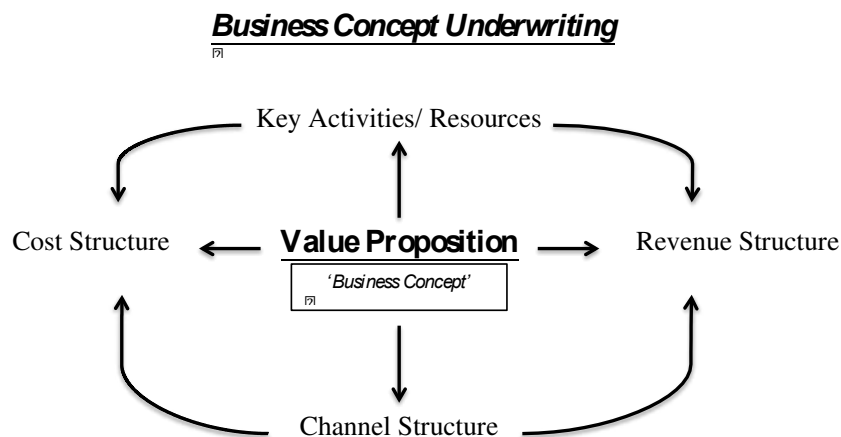 Business Concept Underwriting
Key Activities/ Resources
Cost Structure
Value Proposition
Revenue Structure
'Business Concept'
Channel Structure